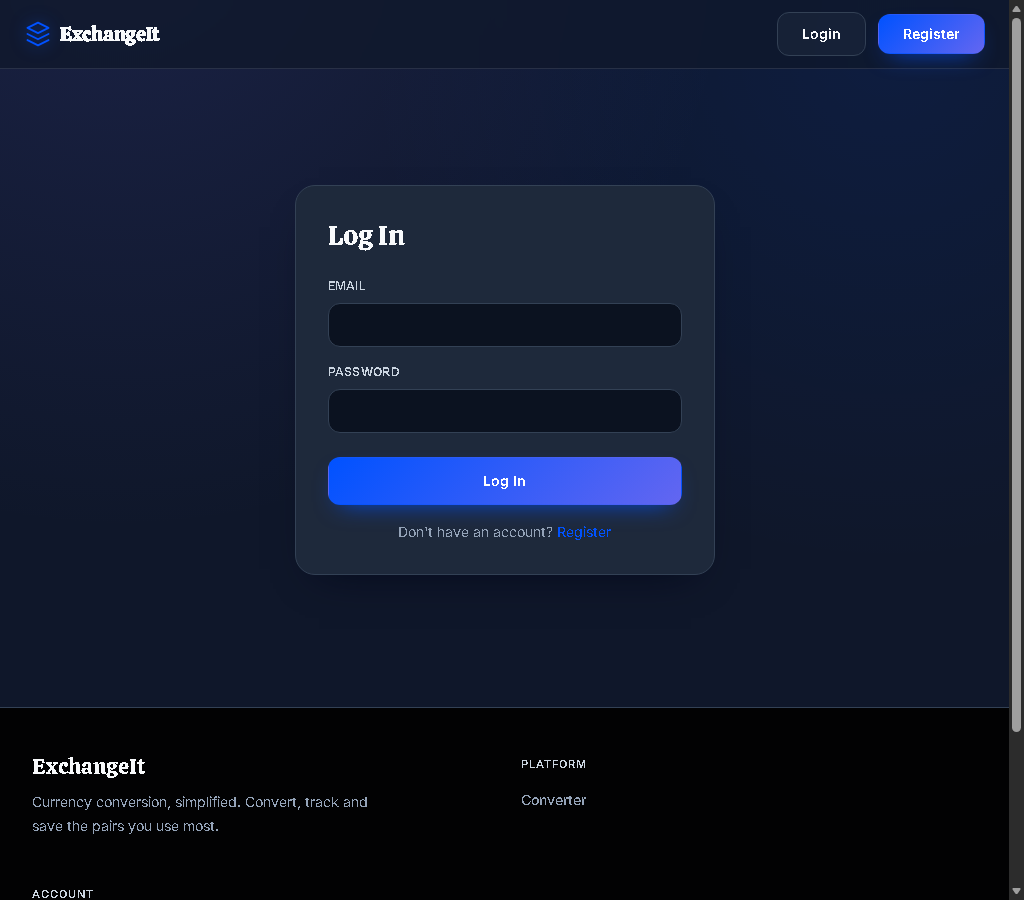 ExchangeIt
Login
Register
Log In
EMAIL
PASSWORD
Log In
Don't have an account? Register
ExchangeIt
Currency conversion, simplified. Convert, track and
save the pairs you use most.
PLATFORM
Converter
ACCOUNT